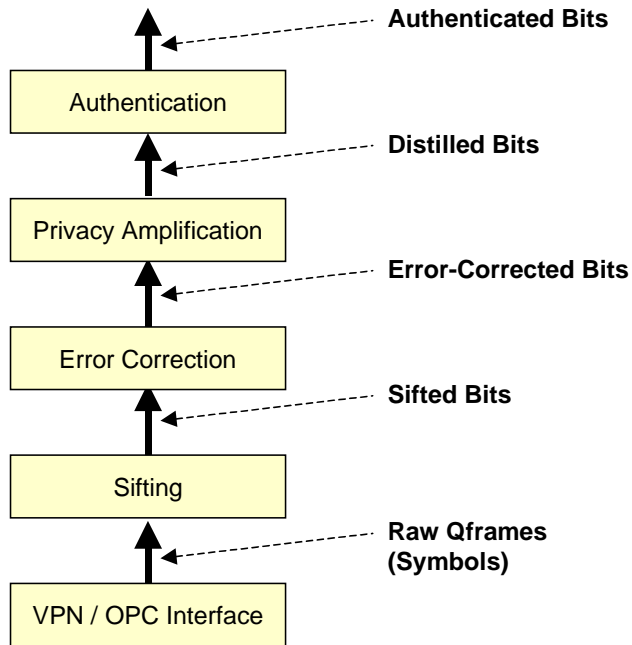 Authenticated Bits
Authentication
Distilled Bits
Privacy Amplification
Error-Corrected Bits
Error Correction
Sifted Bits
Sifting
Raw Qframes
(Symbols)
VPN / OPC Interface